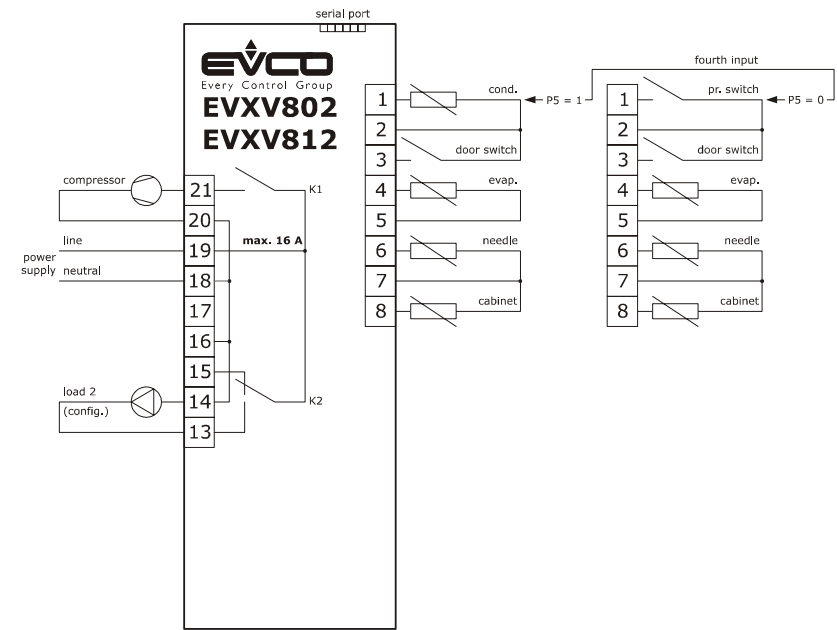 serial port
EVCO
Every Control Group
EVXV802
EVXV812
fourth input
1 cond. P5 = 1
2
3 door switch
4 evap.
5
6 needle
7
8 cabinet
1 pr. switch P5 = 0
2
3 door switch
4 evap.
5
6 needle
7
8 cabinet
compressor 21 K1
20
line 19 max. 16 A
power
supply
neutral 18
17
16
15
load 2 14 K2
(config.)
13